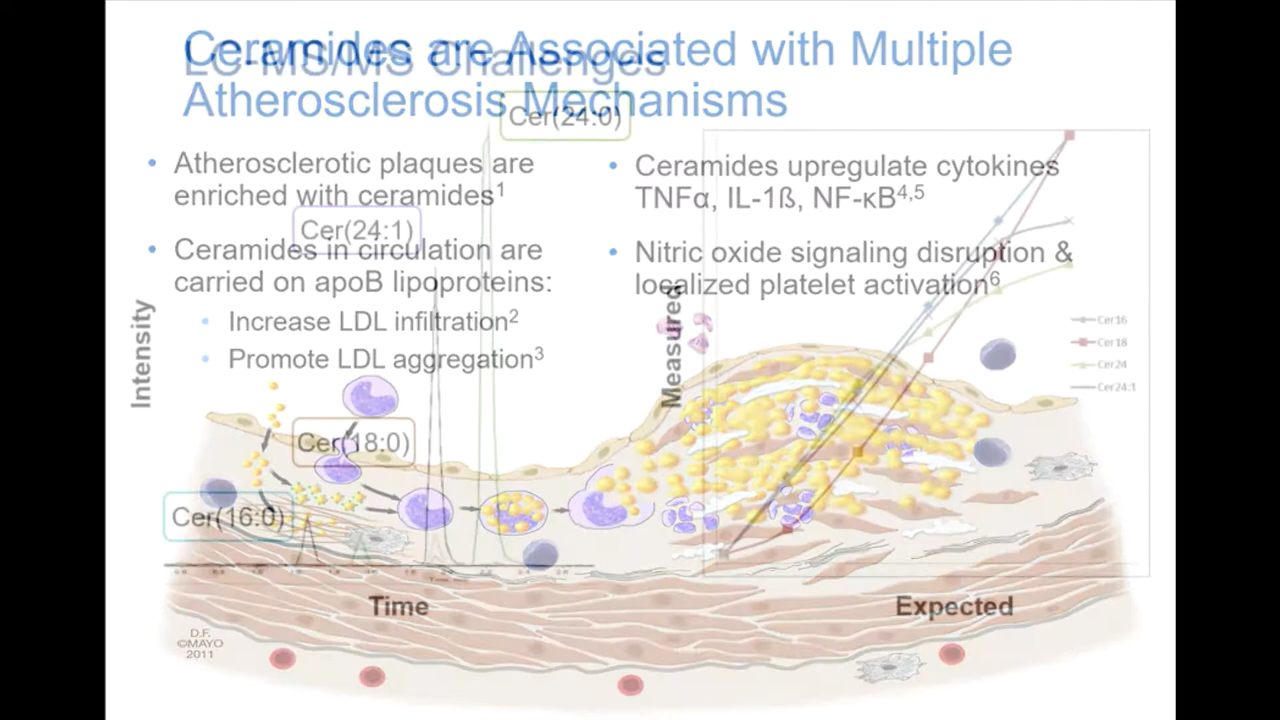 Ceramides are Associated with Multiple
Atherosclerosis Mechanisms
LC-MS/MS Challenges
• Atherosclerotic plaques are
enriched with ceramides1
• Ceramides in circulation are
carried on apoB lipoproteins:
• Increase LDL infiltration2
• Promote LDL aggregation3
• Ceramides upregulate cytokines
TNFα, IL-1ß, NF-κB4,5
• Nitric oxide signaling disruption &
localized platelet activation6
Cer(24:0)
Cer(24:1)
Cer(18:0)
Cer(16:0)
Intensity
Time
Measured
Expected
Cer16
Cer18
Cer24
Cer24:1
D.F.
©MAYO
2011